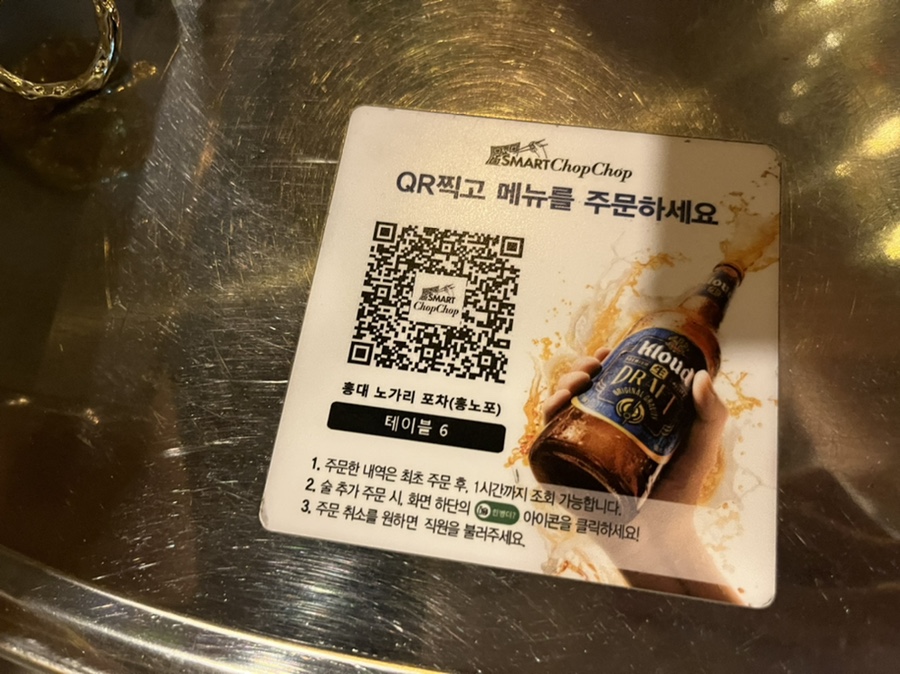 SMART ChopChop
QR찍고 메뉴를 주문하세요
SMART
ChopChop
홍대 노가리 포차(홍노포)
테이블 6
Kloud
DRAFT
ORIGINAL
1. 주문한 내역은 최초 주문 후, 1시간까지 조회 가능합니다.
2. 술 추가 주문 시, 화면 하단의 아이콘을 클릭하세요!
3. 주문 취소를 원하면 직원을 불러주세요.